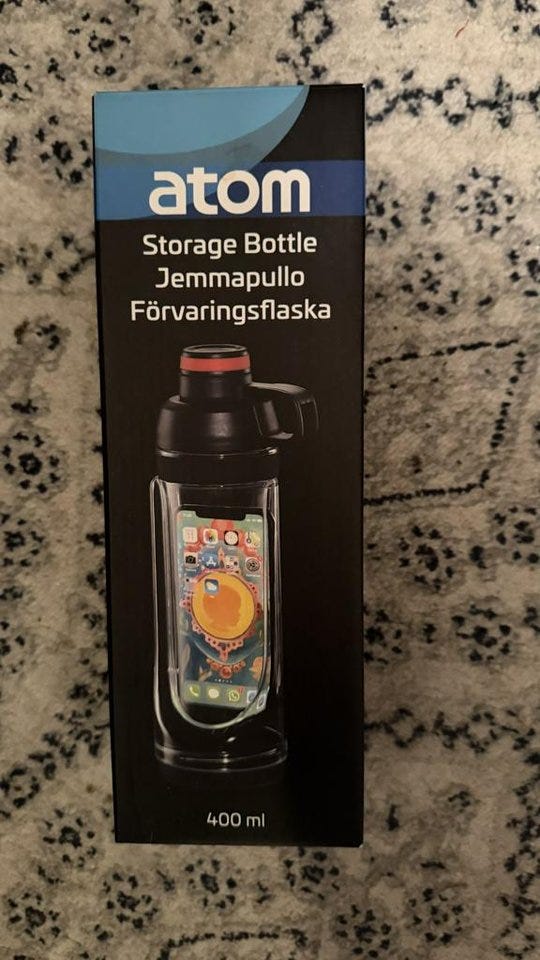 atom
Storage Bottle
Jemmapullo
Förvaringsflaska
400 ml